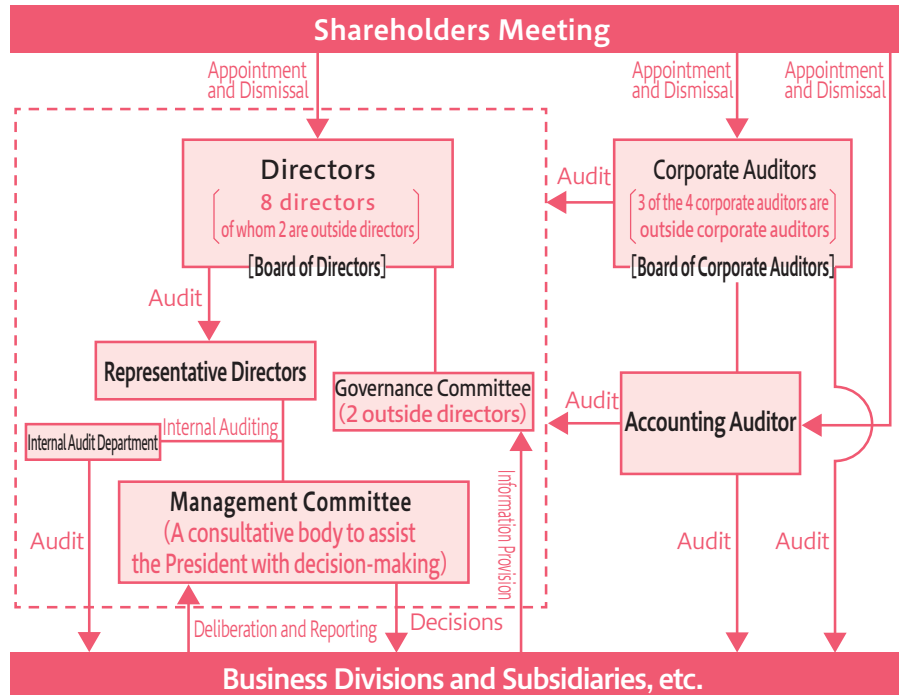 Shareholders Meeting
Appointment
and Dismissal
Appointment
and Dismissal
Appointment
and Dismissal
Directors
8 directors
of whom 2 are outside directors
[Board of Directors]
Audit
Corporate Auditors
3 of the 4 corporate auditors are
outside corporate auditors
[Board of Corporate Auditors]
Audit
Representative Directors
Governance Committee
(2 outside directors)
Audit
Accounting Auditor
Internal Auditing
Internal Audit Department
Management Committee
(A consultative body to assist
the President with decision-making)
Information Provision
Audit
Audit
Audit
Deliberation and Reporting
Decisions
Business Divisions and Subsidiaries, etc.